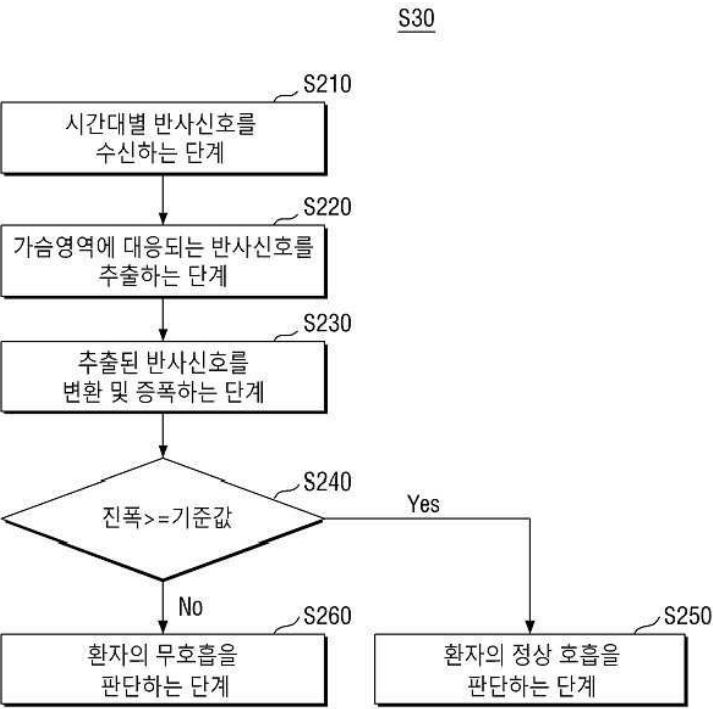 S30
S210
시간대별 반사신호를
수신하는 단계
S220
가슴영역에 대응되는 반사신호를
추출하는 단계
S230
추출된 반사신호를
변환 및 증폭하는 단계
S240
진폭>=기준값
Yes
No
S260
환자의 무호흡을
판단하는 단계
S250
환자의 정상 호흡을
판단하는 단계